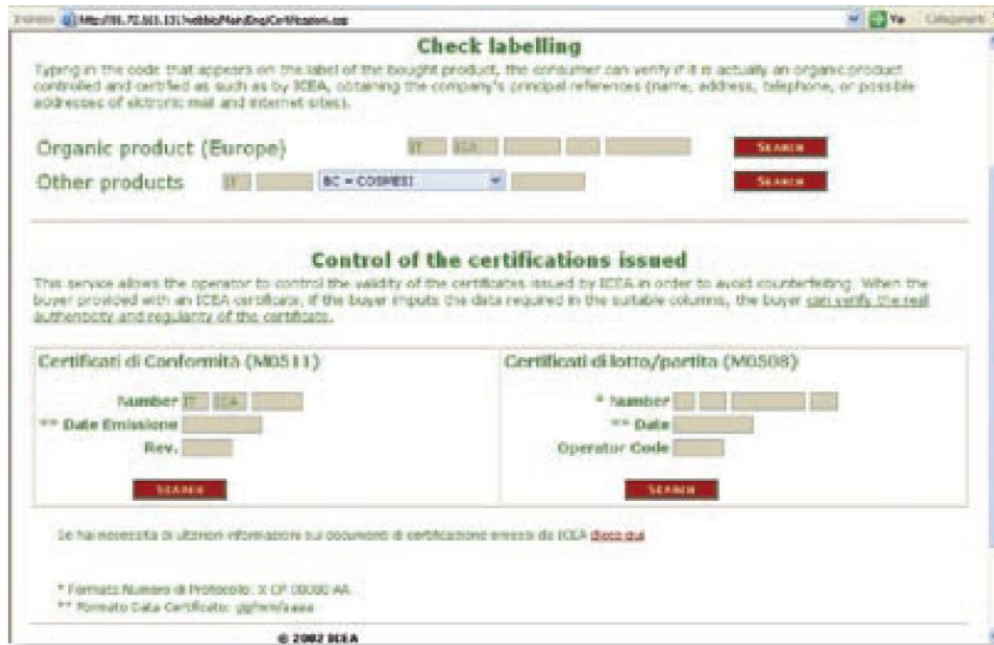 Check labelling
Typing in the code that appears on the label of the bought product, the consumer can verify if it is actually an organic product
controlled and certified as such as by ICEA, obtaining the company's principal references (name, address, telephone, or possible
addresses of elctronic mail and internet sites).
Organic product (Europe) IT ICA SEARCH
Other products IT BC = COSMESI SEARCH
Control of the certifications issued
This service allows the operator to control the validity of the certificates issued by ICEA in order to avoid counterfeiting. When the
buyer provided with an ICEA certificate, if the buyer imputs the data required in the suitable columns, the buyer can verify the real
authenticity and regularity of the certificate.
Certificati di Conformità (M0511)
Number IT ICA
** Date Emissione
Rev.
SEARCH
Certificati di lotto/partita (M0508)
* Number
** Date
Operator Code
SEARCH
Se hai necessita di ulteriori informazioni sui documenti di certificazione emessi da ICEA clicca qui
* Formato Numero di Protocollo: X CP 00000 AA
** Formato Data Certificato: gg/mm/aaaa
© 2002 ICEA